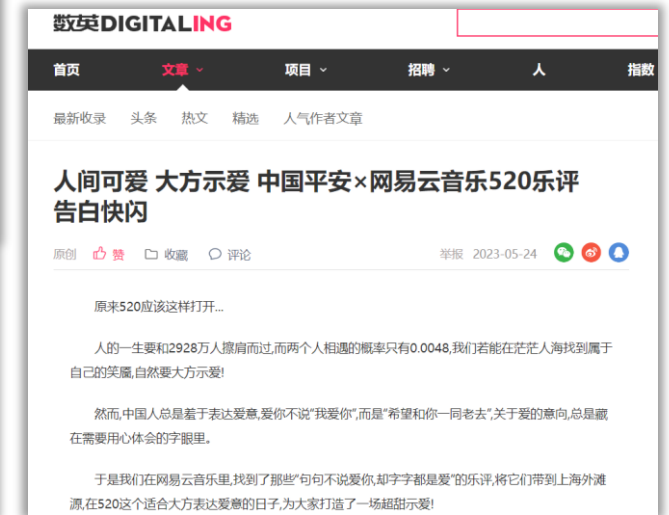 数英DIGITALING
首页 文章 项目 招聘 人 指数
最新收录 头条 热文 精选 人气作者文章
人间可爱 大方示爱 中国平安×网易云音乐520乐评
告白快闪
原创 赞 收藏 评论 举报 2023-05-24
原来520应该这样打开...
人的一生要和2928万人擦肩而过,而两个人相遇的概率只有0.0048,我们若能在茫茫人海找到属于
自己的笑靥,自然要大方示爱!
然而,中国人总是羞于表达爱意,爱你不说“我爱你”,而是“希望和你一同老去”,关于爱的意向,总是藏
在需要用心体会的字眼里。
于是我们在网易云音乐里,找到了那些“句句不说爱你,却字字都是爱”的乐评,将它们带到上海外滩
源,在520这个适合大方表达爱意的日子,为大家打造了一场超甜示爱!